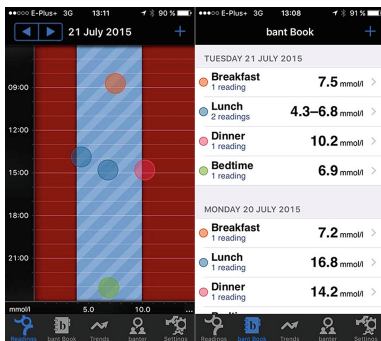 E-Plus+ 3G 13:11 90 %
21 July 2015 +
09:00
12:00
15:00
18:00
21:00
mmol/l 5.0 10.0 ...
Readings bant Book Trends banter Settings
E-Plus+ 3G 13:08 91 %
bant Book +
TUESDAY 21 JULY 2015
Breakfast
1 reading
7.5 mmol/l
Lunch
2 readings
4.3–6.8 mmol/l
Dinner
1 reading
10.2 mmol/l
Bedtime
1 reading
6.9 mmol/l
MONDAY 20 JULY 2015
Breakfast
1 reading
7.2 mmol/l
Lunch
1 reading
16.8 mmol/l
Dinner
1 reading
14.2 mmol/l
Readings bant Book Trends banter Settings